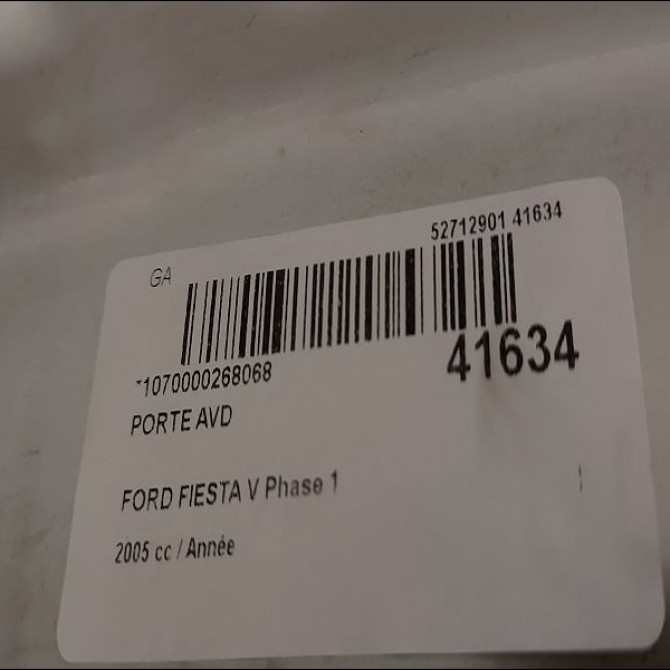 52712901 41634
GA
*1070000268068
41634
PORTE AVD
FORD FIESTA V Phase 1
2005 cc / Année